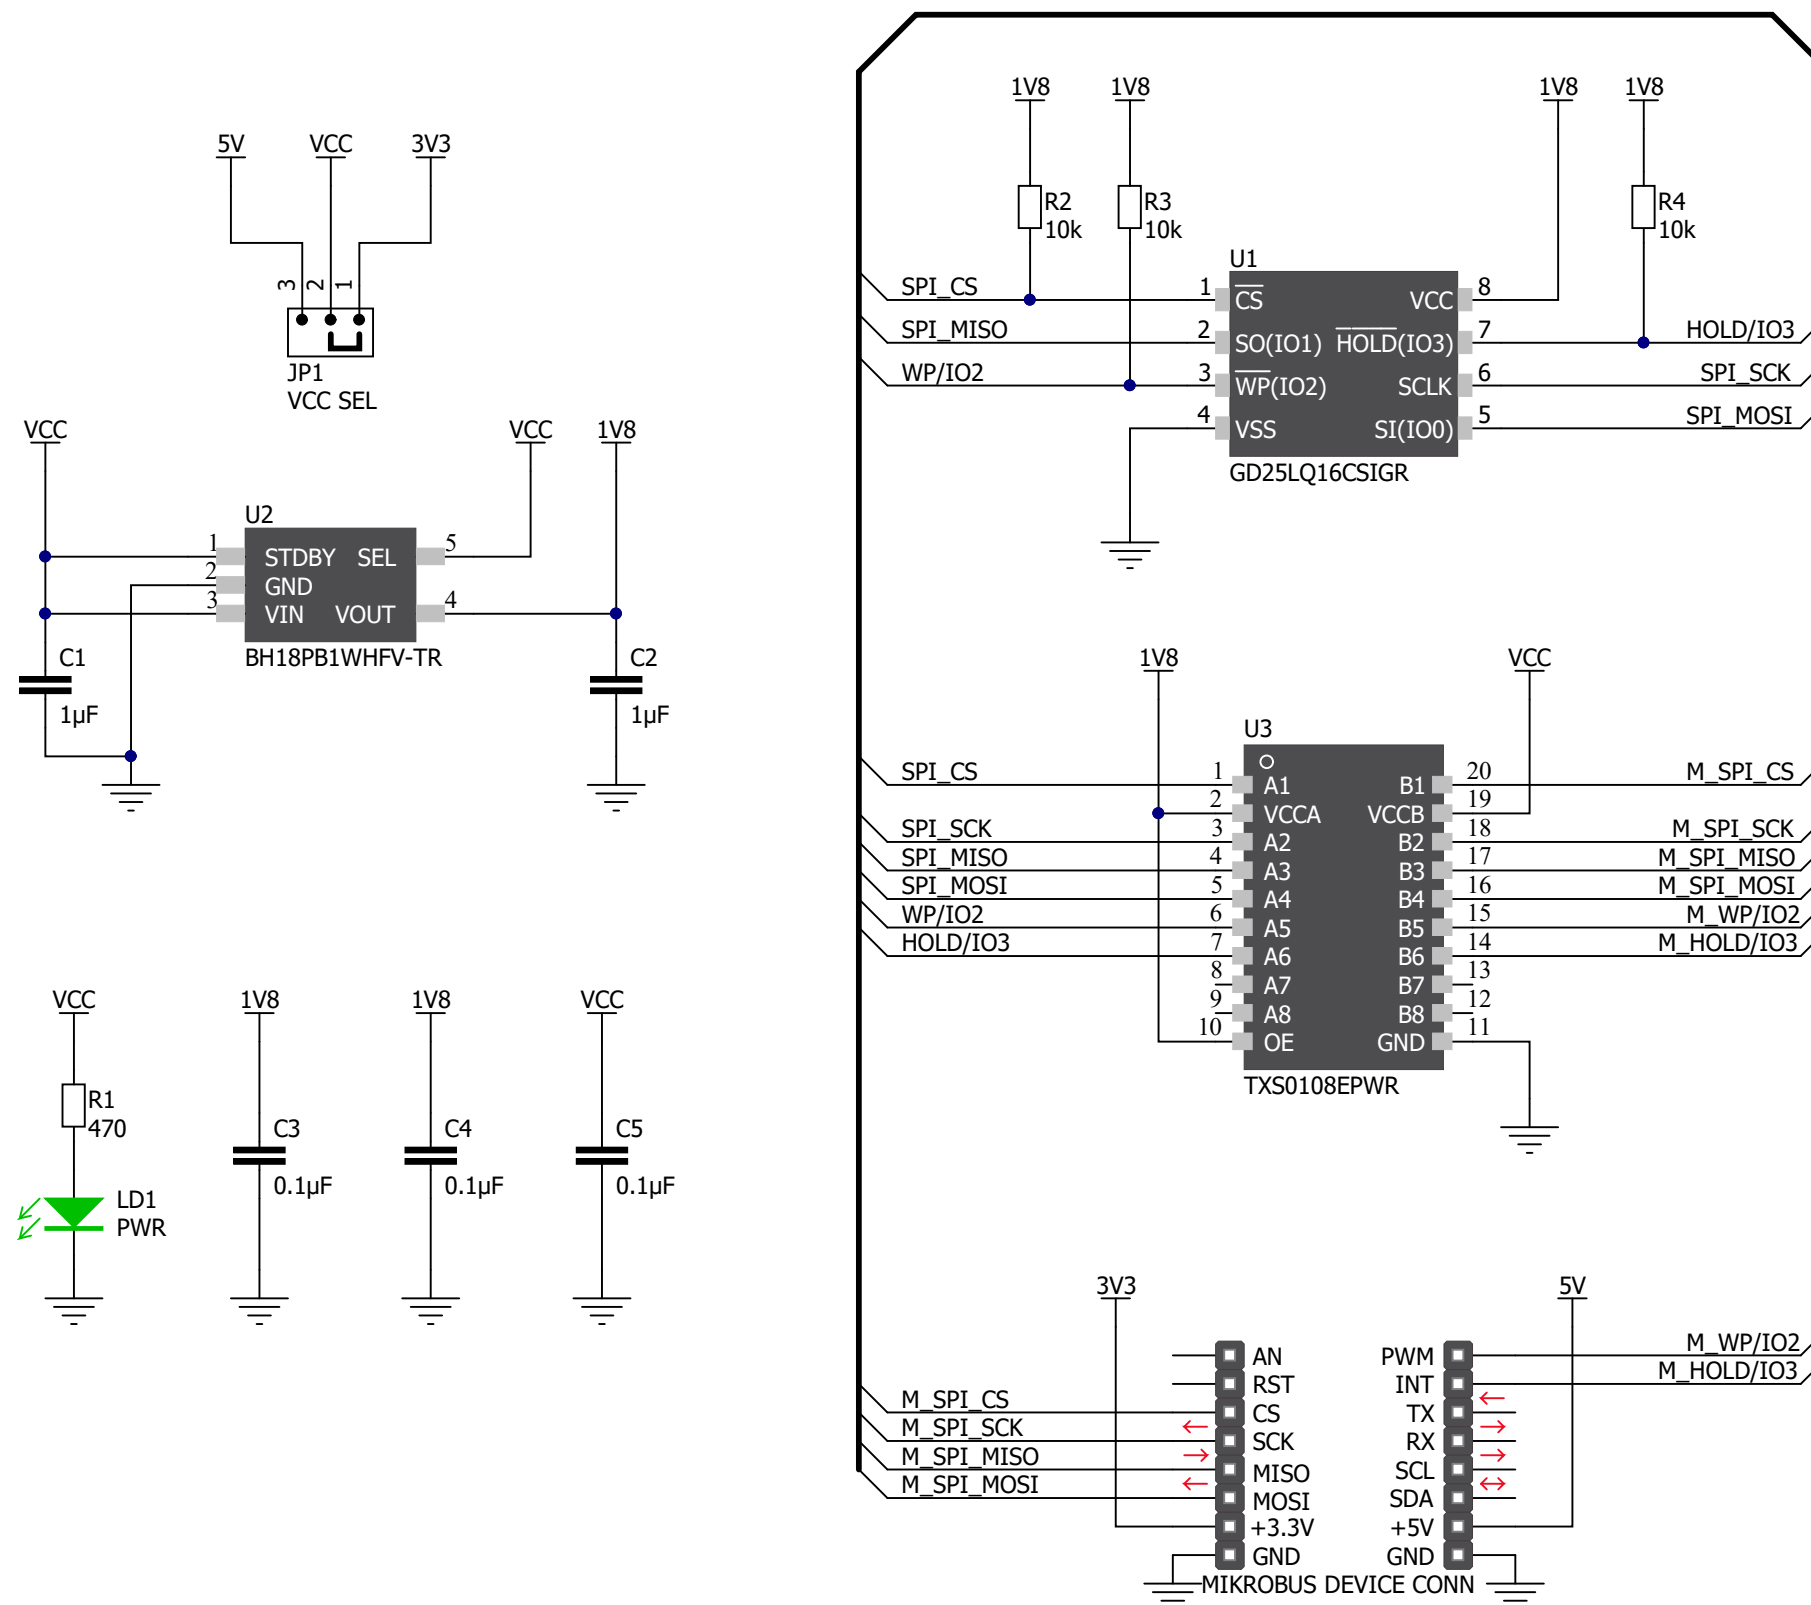 5V VCC 3V3
3 2 1
JP1
VCC SEL
VCC VCC 1V8
U2
1 STDBY SEL 5
2 GND
3 VIN VOUT 4
BH18PB1WHFV-TR
C1
1µF
C2
1µF
VCC 1V8 1V8 VCC
R1
470
LD1
PWR
C3
0.1µF
C4
0.1µF
C5
0.1µF
1V8 1V8 1V8 1V8
R2
10k
R3
10k
R4
10k
U1
SPI_CS 1 CS VCC 8
SPI_MISO 2 SO(IO1) HOLD(IO3) 7 HOLD/IO3
WP/IO2 3 WP(IO2) SCLK 6 SPI_SCK
4 VSS SI(IO0) 5 SPI_MOSI
GD25LQ16CSIGR
1V8 VCC
U3
SPI_CS 1 A1 B1 20 M_SPI_CS
2 VCCA VCCB 19
SPI_SCK 3 A2 B2 18 M_SPI_SCK
SPI_MISO 4 A3 B3 17 M_SPI_MISO
SPI_MOSI 5 A4 B4 16 M_SPI_MOSI
WP/IO2 6 A5 B5 15 M_WP/IO2
HOLD/IO3 7 A6 B6 14 M_HOLD/IO3
8 A7 B7 13
9 A8 B8 12
10 OE GND 11
TXS0108EPWR
3V3 5V
AN PWM M_WP/IO2
RST INT M_HOLD/IO3
M_SPI_CS CS TX
M_SPI_SCK SCK RX
M_SPI_MISO MISO SCL
M_SPI_MOSI MOSI SDA
+3.3V +5V
GND GND
MIKROBUS DEVICE CONN